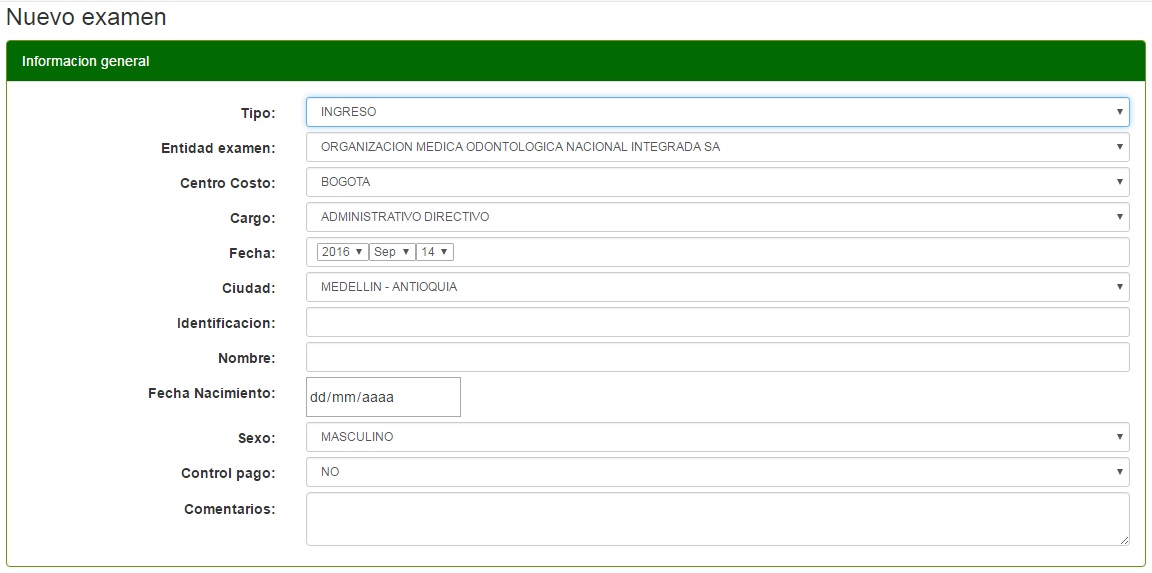 Nuevo examen
Informacion general
Tipo: INGRESO
Entidad examen: ORGANIZACION MEDICA ODONTOLOGICA NACIONAL INTEGRADA SA
Centro Costo: BOGOTA
Cargo: ADMINISTRATIVO DIRECTIVO
Fecha: 2016 Sep 14
Ciudad: MEDELLIN - ANTIOQUIA
Identificacion:
Nombre:
Fecha Nacimiento: dd/mm/aaaa
Sexo: MASCULINO
Control pago: NO
Comentarios: